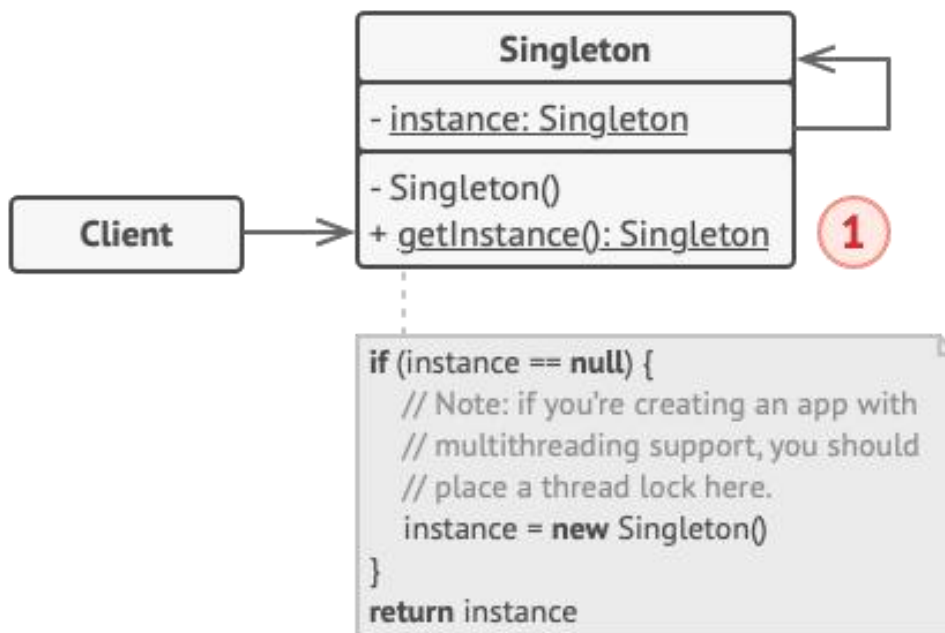 Singleton
- instance: Singleton
- Singleton()
+ getInstance(): Singleton
Client
1
if (instance == null) {
// Note: if you're creating an app with
// multithreading support, you should
// place a thread lock here.
instance = new Singleton()
}
return instance